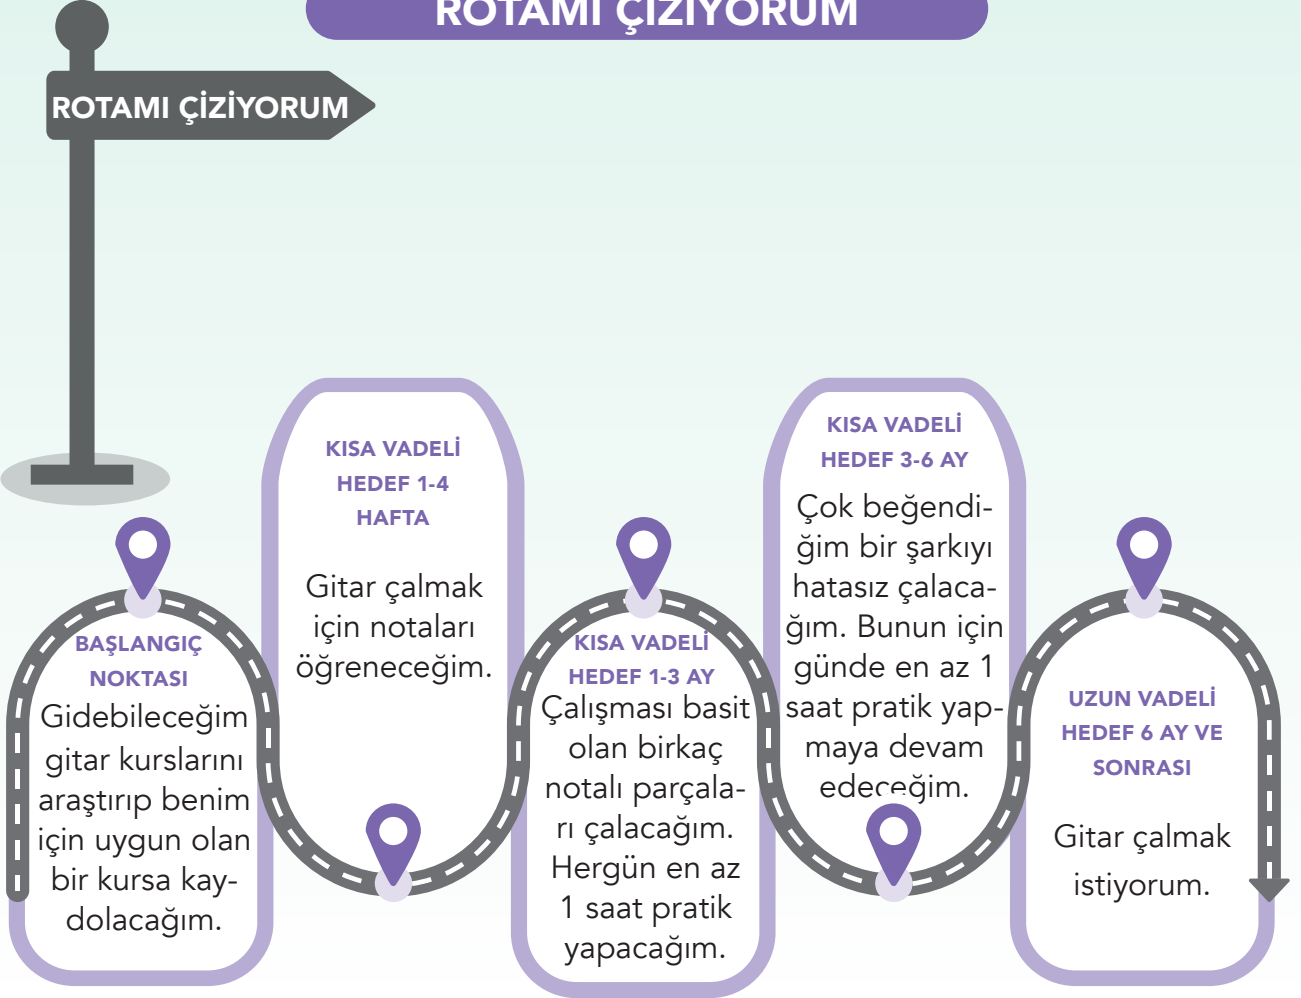 ROTAMI ÇİZİYORUM
ROTAMI ÇİZİYORUM
BAŞLANGIÇ
NOKTASI
Gidebileceğim
gitar kurslarını
araştırıp benim
için uygun olan
bir kursa kay-
dolacağım.
KISA VADELİ
HEDEF 1-4
HAFTA
Gitar çalmak
için notaları
öğreneceğim.
KISA VADELİ
HEDEF 1-3 AY
Çalışması basit
olan birkaç
notalı parçala-
rı çalacağım.
Hergün en az
1 saat pratik
yapacağım.
KISA VADELİ
HEDEF 3-6 AY
Çok beğendi-
ğim bir şarkıyı
hatasız çalaca-
ğım. Bunun için
günde en az 1
saat pratik yap-
maya devam
edeceğim.
UZUN VADELİ
HEDEF 6 AY VE
SONRASI
Gitar çalmak
istiyorum.